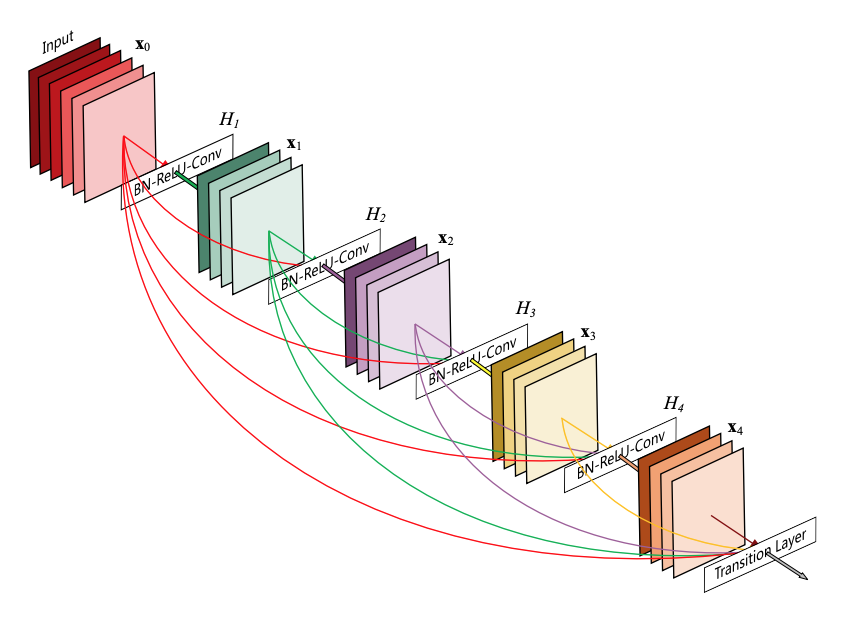 Input
x0
H1
BN-ReLU-Conv
x1
H2
BN-ReLU-Conv
x2
H3
BN-ReLU-Conv
x3
H4
BN-ReLU-Conv
x4
Transition Layer